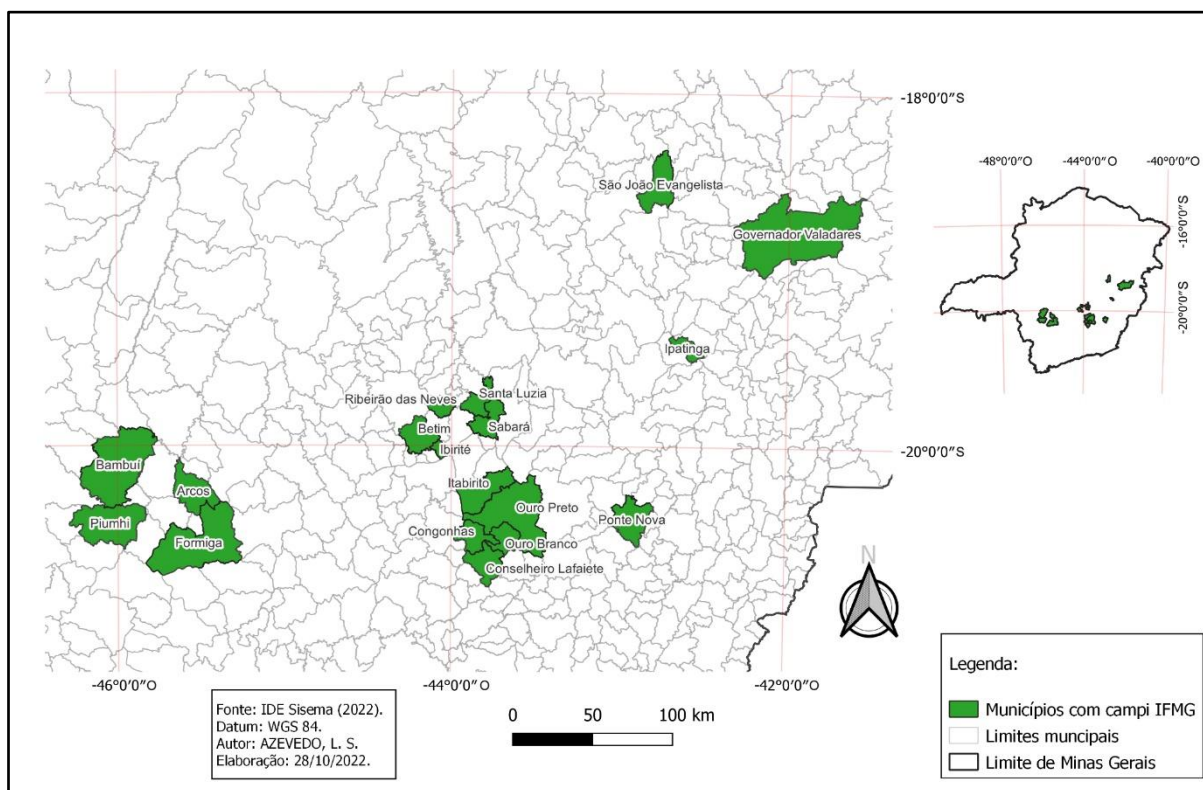 -18°0'0"S
São João Evangelista
Governador Valadares
Ipatinga
Ribeirão das Neves
Santa Luzia
Betim
Sabará
Ibirité
-20°0'0"S
Bambuí
Arcos
Itabirito
Ouro Preto
Piumhi
Formiga
Congonhas
Ponte Nova
Ouro Branco
Conselheiro Lafaiete
-46°0'0"O
-44°0'0"O
-42°0'0"O
-48°0'0"O
-44°0'0"O
-40°0'0"O
-16°0'0"S
-20°0'0"S
N
Fonte: IDE Sisema (2022).
Datum: WGS 84.
Autor: AZEVEDO, L. S.
Elaboração: 28/10/2022.
0 50 100 km
Legenda:
Municípios com campi IFMG
Limites muncipais
Limite de Minas Gerais